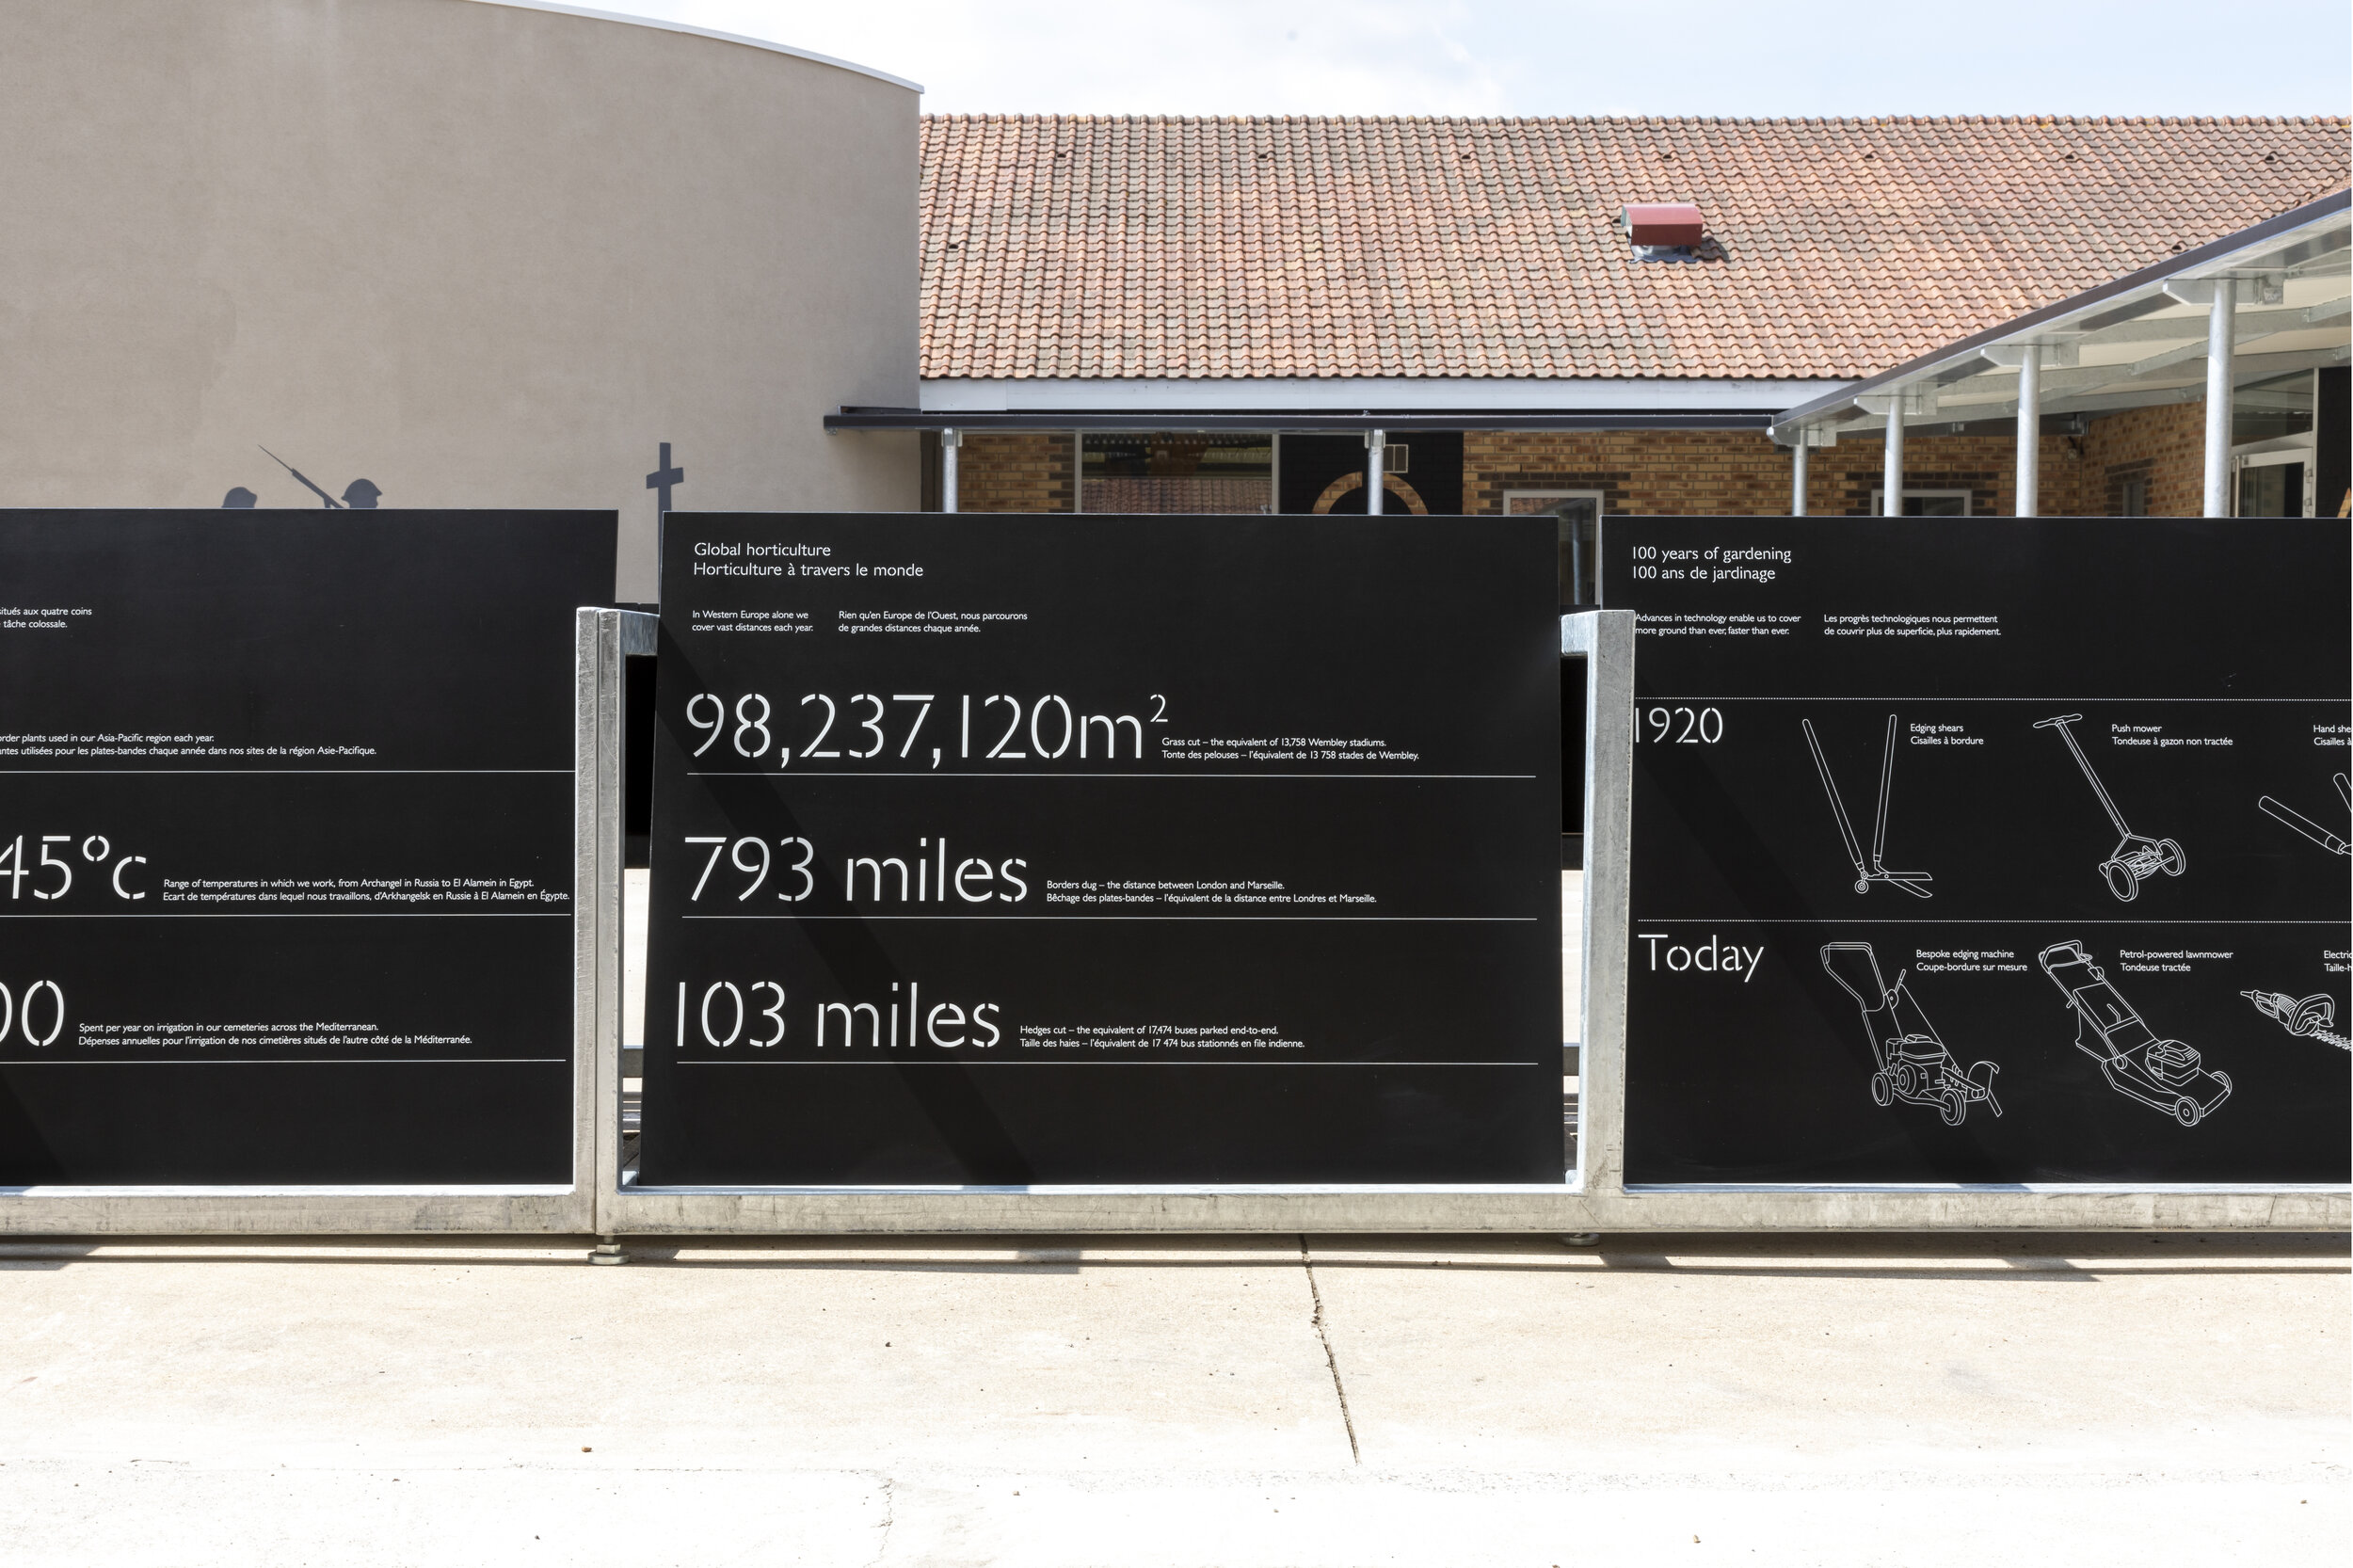 situés aux quatre coins
tâche colossale.
plants used in our Asia-Pacific region each year.
utilisées pour les plates-bandes chaque année dans nos sites de la région Asie-Pacifique.
45°c
Range of temperatures in which we work, from Archangel in Russia to El Alamein in Egypt.
Ecart de températures dans lequel nous travaillons, d'Arkhangelsk en Russie à El Alamein en Égypte.
00
Spent per year on irrigation in our cemeteries across the Mediterranean.
Dépenses annuelles pour l'irrigation de nos cimetières situés de l'autre côté de la Méditerranée.
Global horticulture
Horticulture à travers le monde
In Western Europe alone we
cover vast distances each year.
Rien qu'en Europe de l'Ouest, nous parcourons
de grandes distances chaque année.
98,237,120m²
Grass cut – the equivalent of 13,758 Wembley stadiums.
Tonte des pelouses – l'équivalent de 13 758 stades de Wembley.
793 miles
Borders dug – the distance between London and Marseille.
Bêchage des plates-bandes – l'équivalent de la distance entre Londres et Marseille.
103 miles
Hedges cut – the equivalent of 17,474 buses parked end-to-end.
Taille des haies – l'équivalent de 17 474 bus stationnés en file indienne.
100 years of gardening
100 ans de jardinage
Advances in technology enable us to cover
more ground than ever, faster than ever.
Les progrès technologiques nous permettent
de couvrir plus de superficie, plus rapidement.
1920
Edging shears
Cisailles à bordure
Push mower
Tondeuse à gazon non tractée
Hand
Cisailles à
Today
Bespoke edging machine
Coupe-bordure sur mesure
Petrol-powered lawnmower
Tondeuse tractée